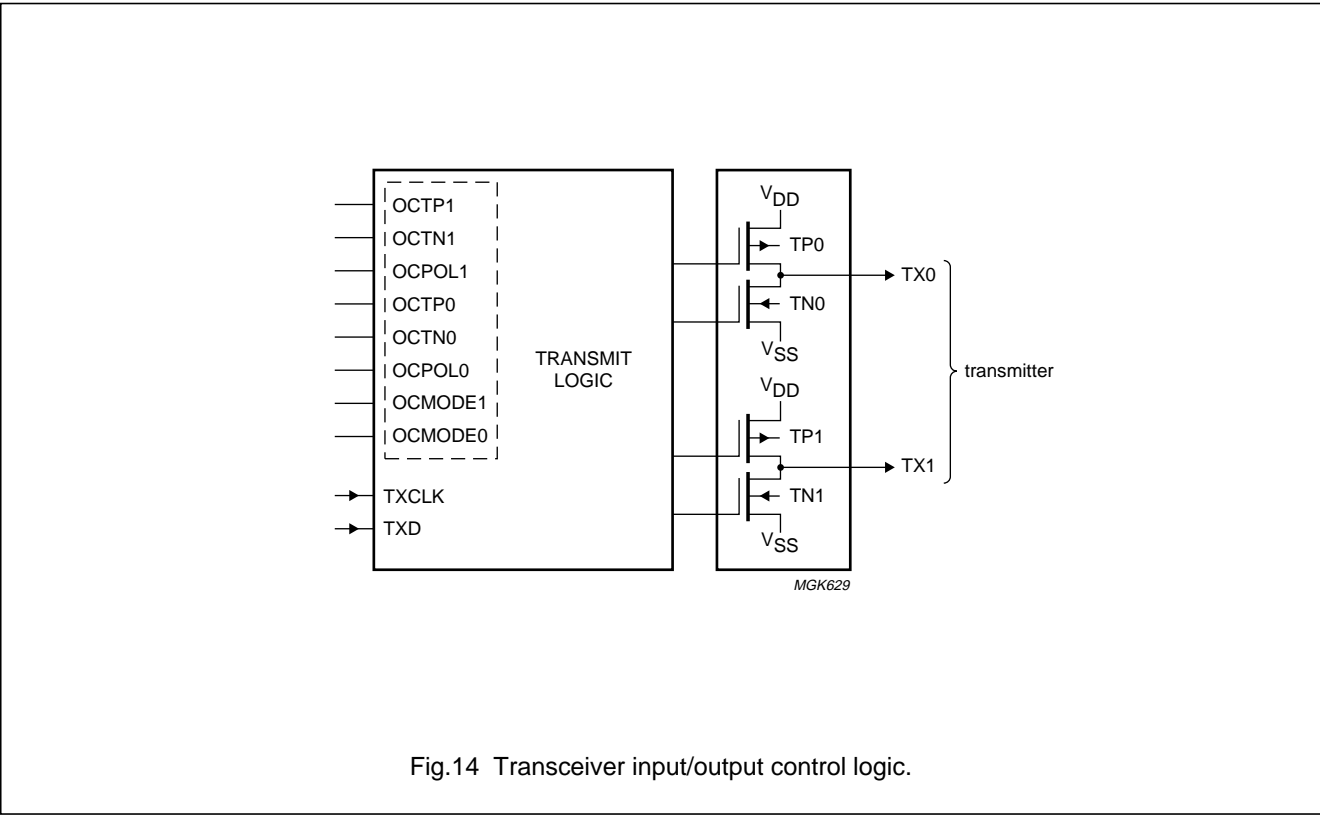 OCTP1
OCTN1
OCPOL1
OCTP0
OCTN0
OCPOL0
OCMODE1
OCMODE0
TXCLK
TXD
TRANSMIT
LOGIC
VDD
TP0
TN0
VSS
VDD
TP1
TN1
VSS
TX0
transmitter
TX1
MGK629
Fig.14 Transceiver input/output control logic.